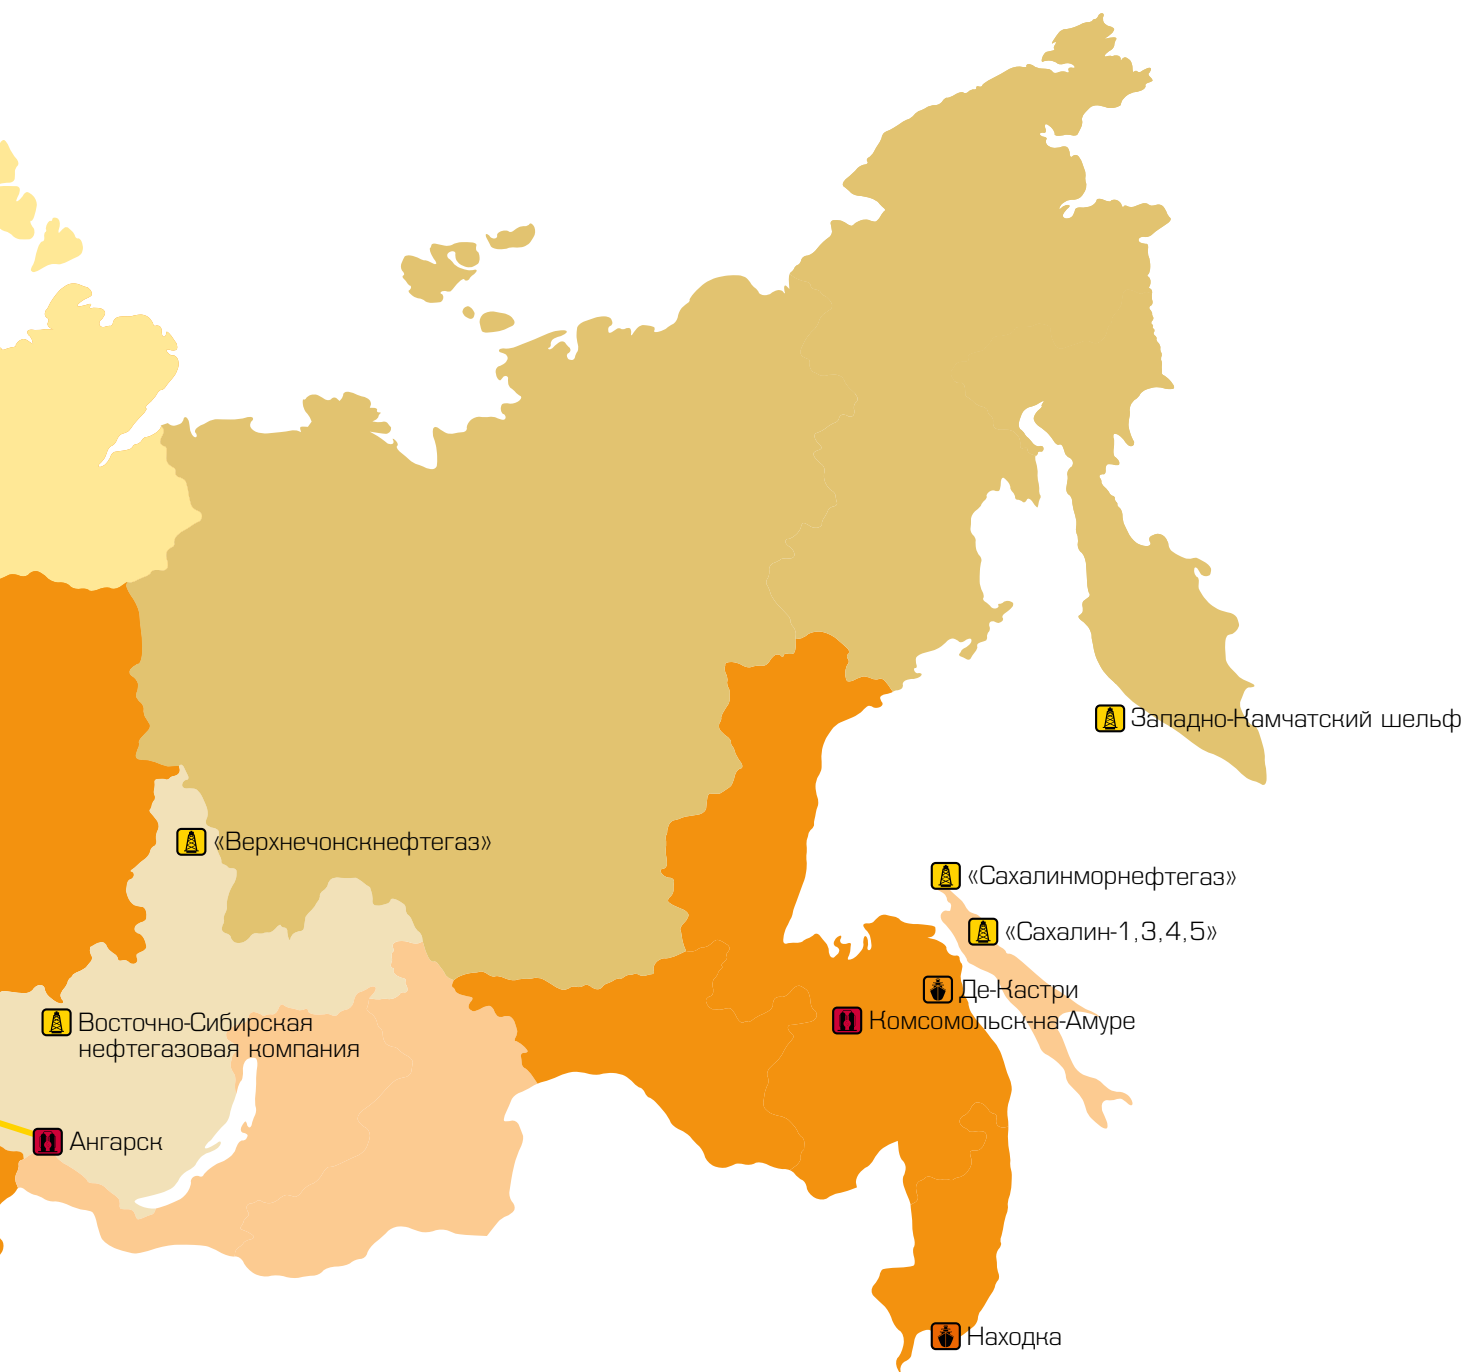 Западно-Камчатский шельф
«Верхнечонскнефтегаз»
«Сахалинморнефтегаз»
«Сахалин-1,3,4,5»
Де-Кастри
Комсомольск-на-Амуре
Восточно-Сибирская
нефтегазовая компания
Ангарск
Находка